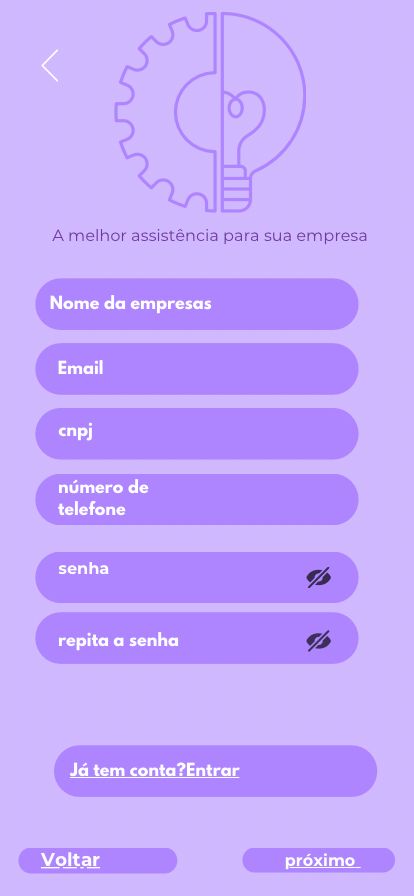 A melhor assistência para sua empresa
Nome da empresas
Email
cnpj
número de
telefone
senha
repita a senha
Já tem conta?Entrar
Voltar
próximo